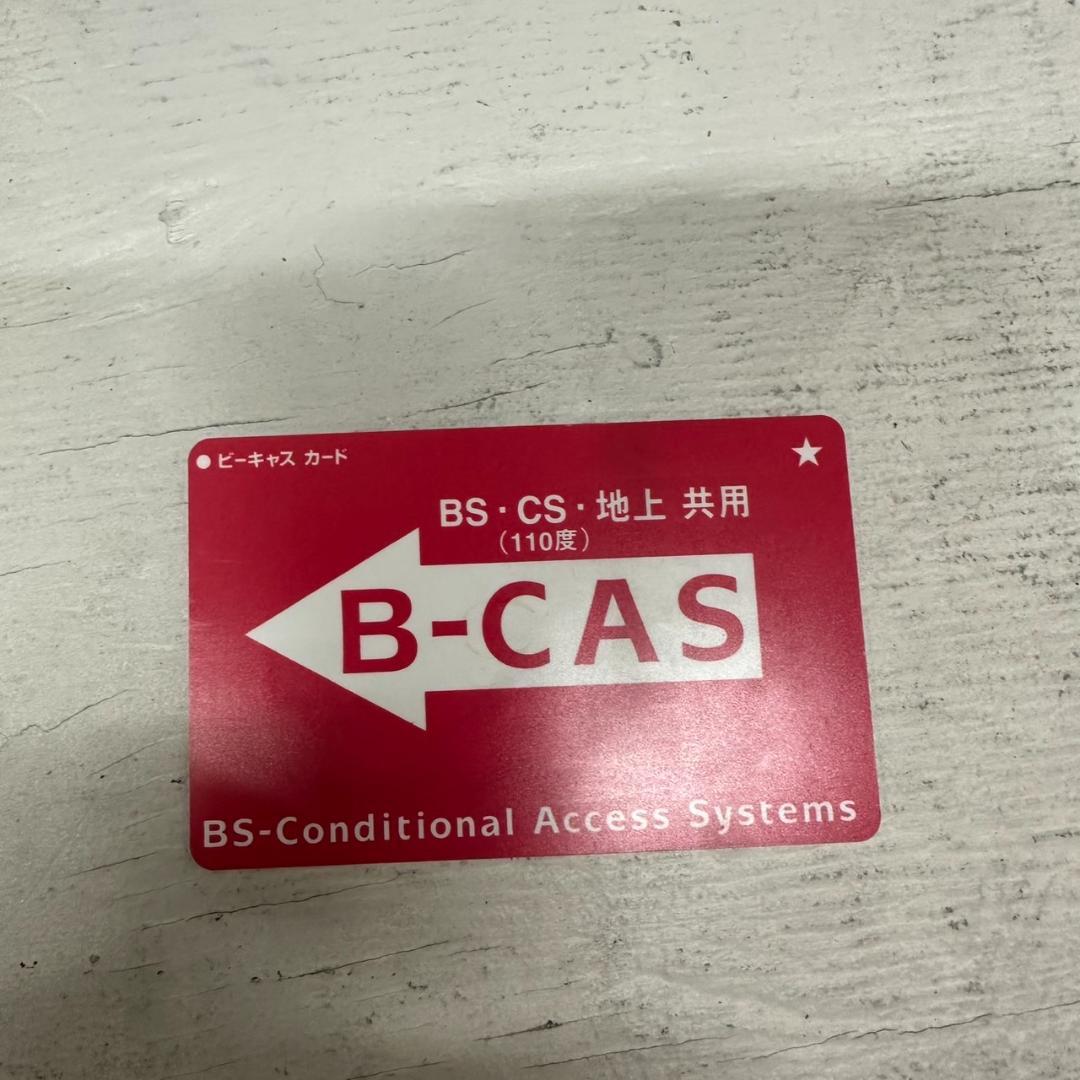 ●ビーキャス カード ★
BS・CS・地上 共用
(110度)
B-CAS
BS-Conditional Access Systems